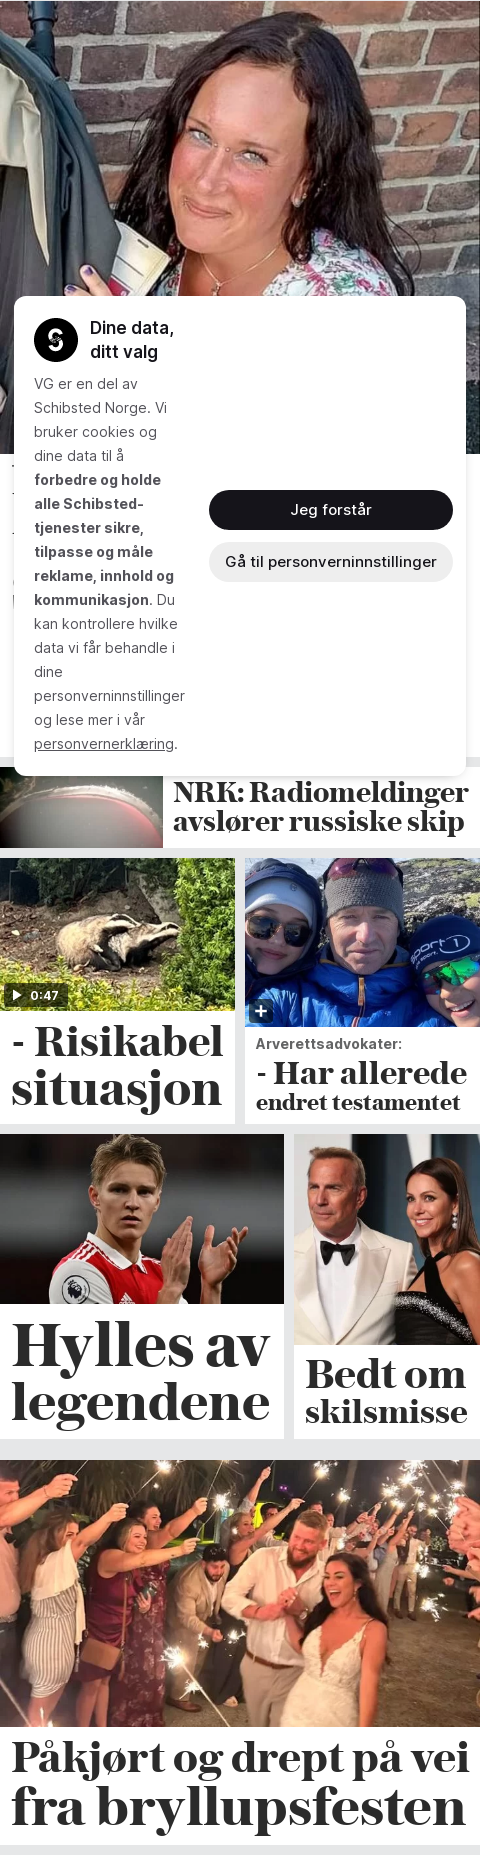 Dine data,
ditt valg
VG er en del av
Schibsted Norge. Vi
bruker cookies og
dine data til å
forbedre og holde
alle Schibsted-
tjenester sikre,
tilpasse og måle
reklame, innhold og
kommunikasjon. Du
kan kontrollere hvilke
data vi får behandle i
dine
personverninnstillinger
og lese mer i vår
personvernerklæring.
Jeg forstår
Gå til personverninnstillinger
NRK: Radiomeldinger
avslører russiske skip
0:47
- Risikabel
situasjon
sport 1
Arverettsadvokater:
- Har allerede
endret testamentet
Hylles av
legendene
Bedt om
skilsmisse
Påkjørt og drept på vei
fra bryllupsfesten